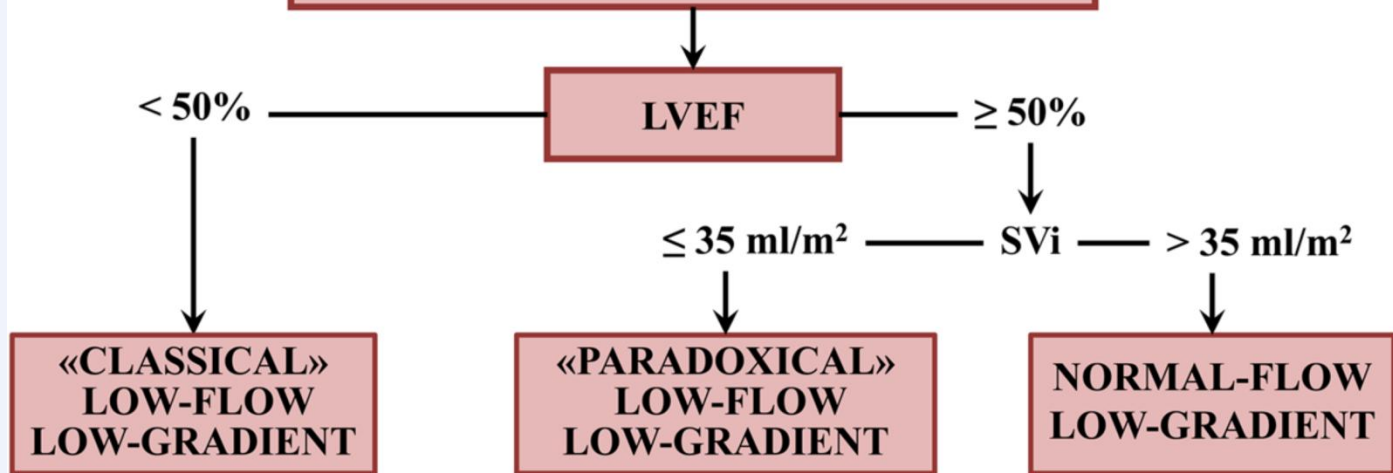 LVEF
< 50%
≥ 50%
≤ 35 ml/m²
SVi
> 35 ml/m²
«CLASSICAL»
LOW-FLOW
LOW-GRADIENT
«PARADOXICAL»
LOW-FLOW
LOW-GRADIENT
NORMAL-FLOW
LOW-GRADIENT